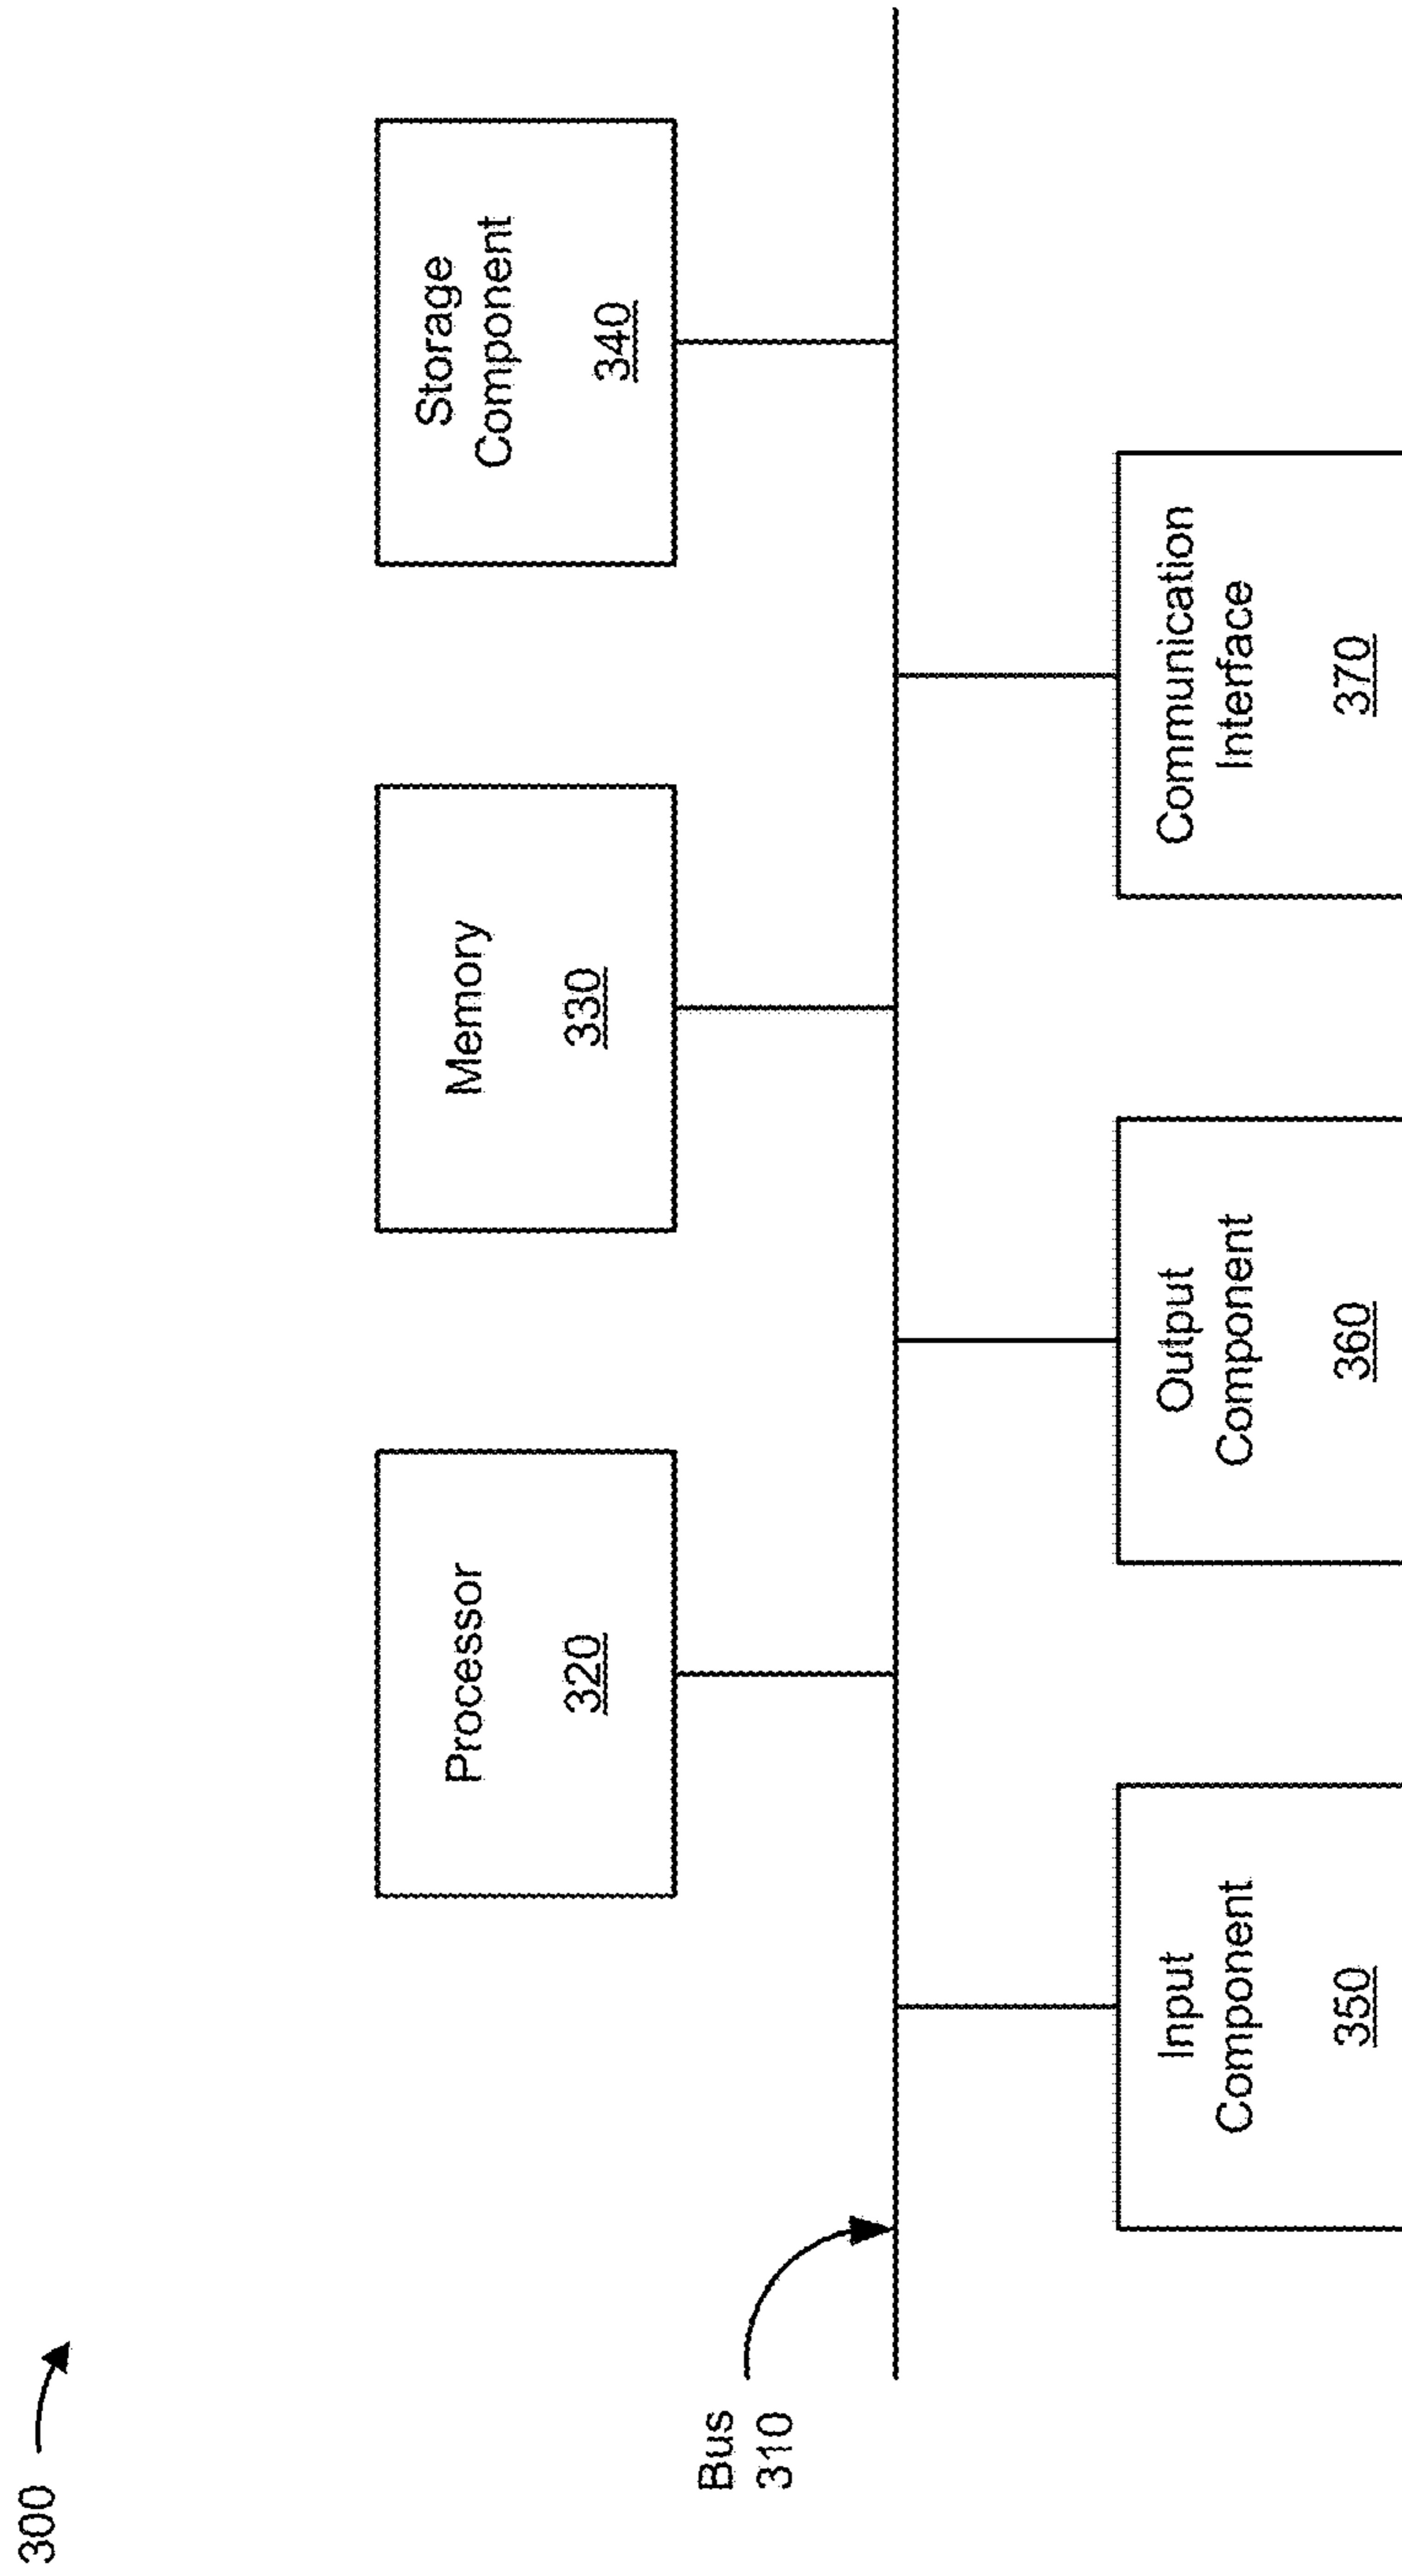 300
Bus
310
Processor
320
Memory
330
Storage
Component
340
Input
Component
350
Output
Component
360
Communication
Interface
370